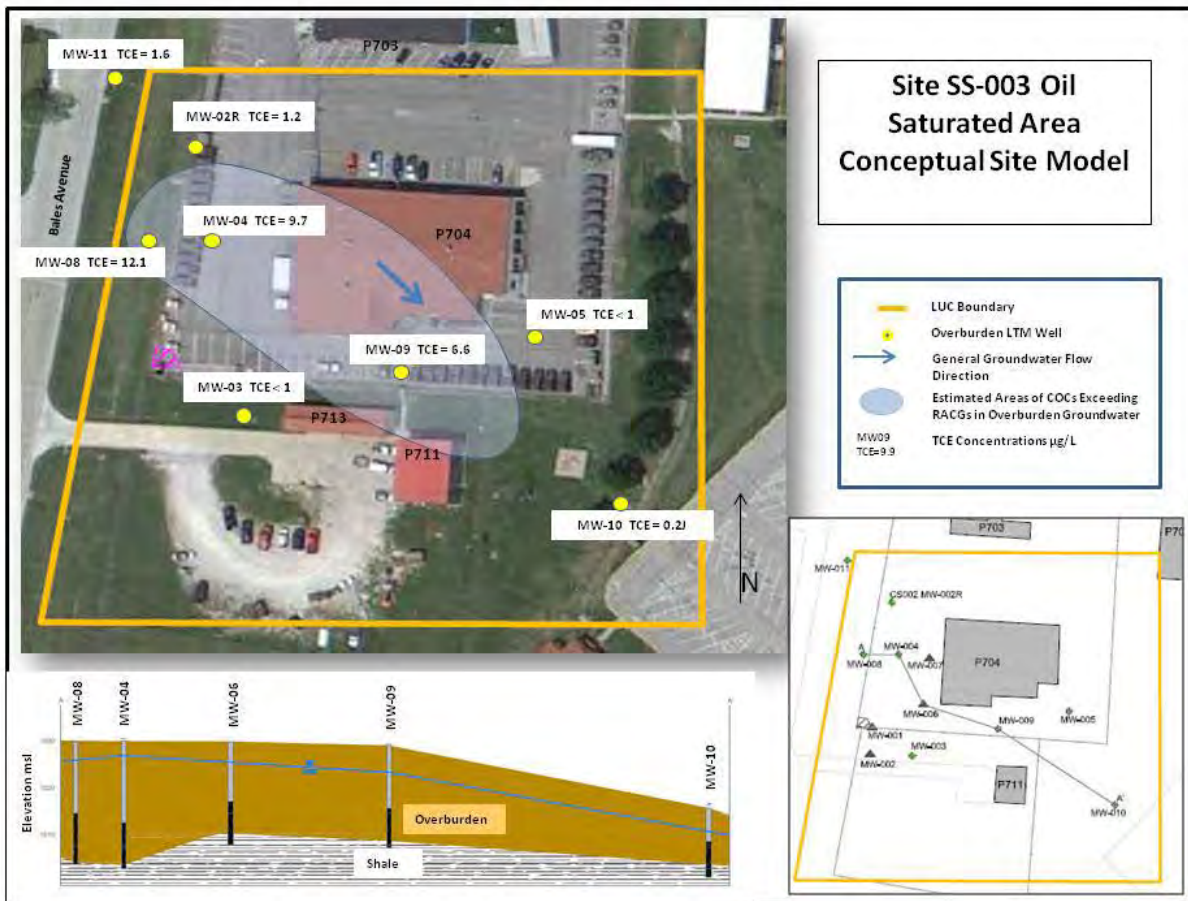 Site SS-003 Oil
Saturated Area
Conceptual Site Model
MW-11 TCE = 1.6
P703
MW-02R TCE = 1.2
Bales Avenue
MW-04 TCE = 9.7
P704
MW-08 TCE = 12.1
MW-05 TCE < 1
MW-09 TCE = 6.6
MW-03 TCE < 1
P713
P711
MW-10 TCE = 0.2J
N
LUC Boundary
Overburden LTM Well
General Groundwater Flow
Direction
Estimated Areas of COCs Exceeding
RACGs in Overburden Groundwater
MW09
TCE=9.9
TCE Concentrations µg/L
P703
MW-011
CS002 MW-002R
A
MW-008
MW-004
MW-007
P704
MW-006
MW-009
MW-005
MW-001
MW-002
MW-003
P711
A'
MW-010
MW-08
MW-04
MW-06
MW-09
MW-10
Elevation msl
Overburden
Shale